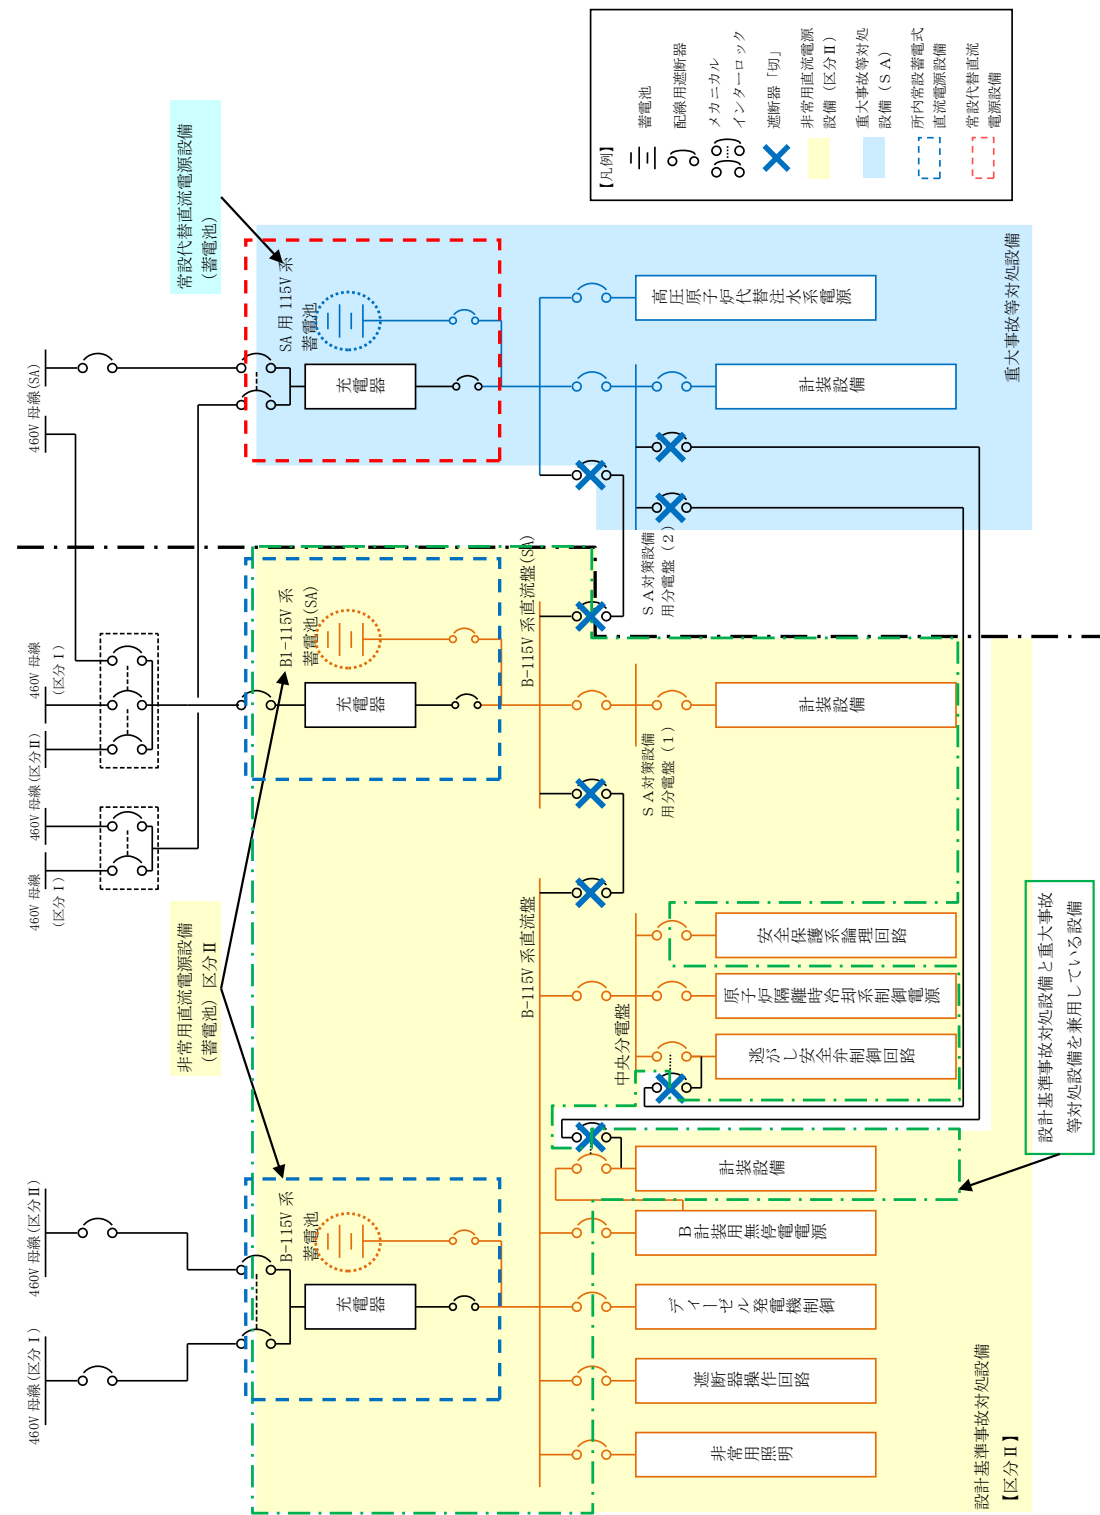 460V 母線(区分Ⅰ)
460V 母線(区分Ⅱ)
460V 母線
(区分Ⅰ)
460V 母線(区分Ⅱ)
460V 母線
(区分Ⅰ)
460V 母線(SA)
非常用直流電源設備
(蓄電池) 区分Ⅱ
常設代替直流電源設備
(蓄電池)
B-115V 系
蓄電池
充電器
B1-115V 系
蓄電池(SA)
充電器
SA 用 115V 系
蓄電池
充電器
B-115V 系直流盤
B-115V 系直流盤(SA)
中央分電盤
SA対策設備
用分電盤(1)
SA対策設備
用分電盤(2)
非常用照明
遮断器操作回路
ディーゼル発電機制御
B計装用無停電電源
計装設備
逃がし安全弁制御回路
原子炉隔離時冷却系制御電源
安全保護系論理回路
計装設備
計装設備
高圧原子炉代替注水系電源
設計基準事故対処設備
【区分Ⅱ】
重大事故等対処設備
設計基準事故対処設備と重大事故
等対処設備を兼用している設備
【凡例】
蓄電池
配線用遮断器
メカニカル
インターロック
遮断器「切」
非常用直流電源
設備(区分Ⅱ)
重大事故等対処
設備(SA)
所内常設蓄電式
直流電源設備
常設代替直流
電源設備